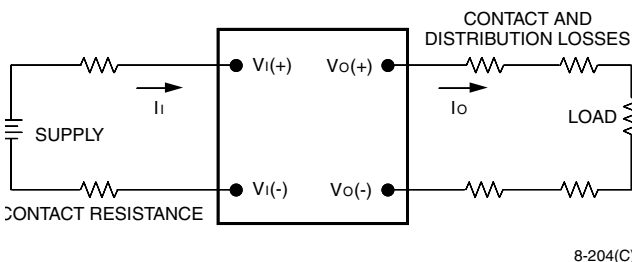 CONTACT AND
DISTRIBUTION LOSSES
VI(+)
VO(+)
II
IO
SUPPLY
LOAD
VI(-)
VO(-)
CONTACT RESISTANCE
8-204(C)